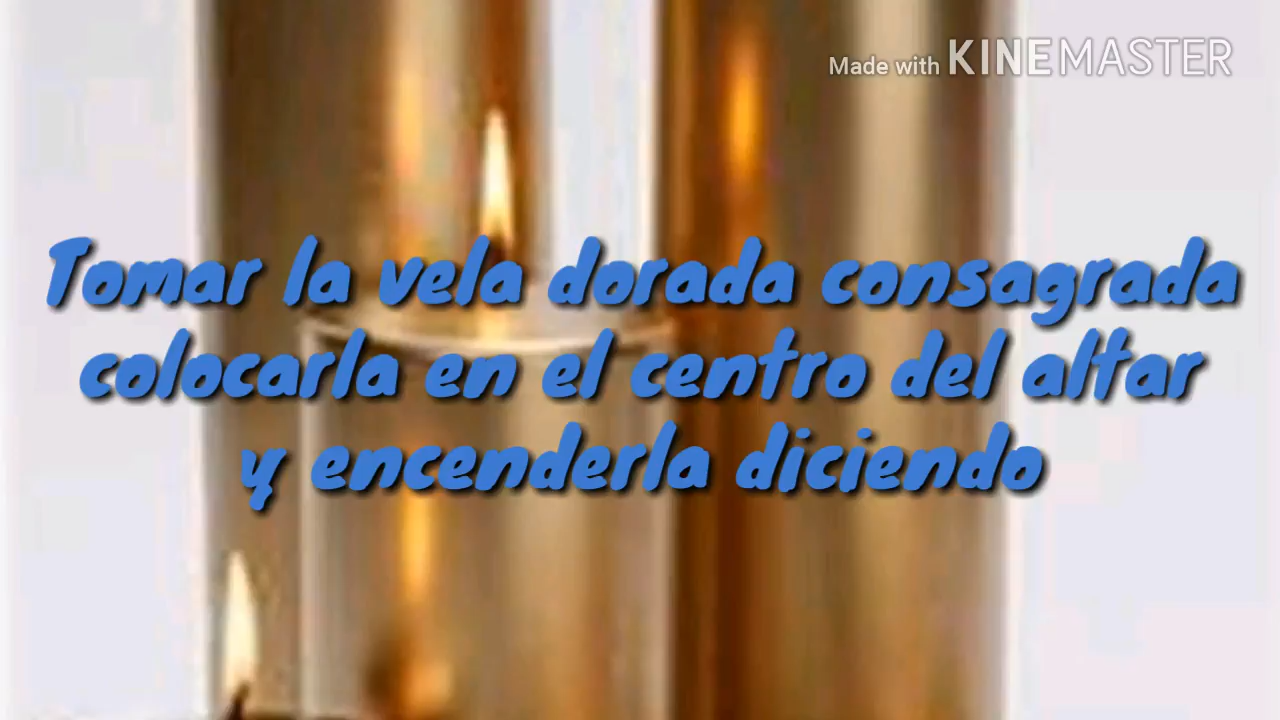 Made with KINEMASTER
Tomar la vela dorada consagrada
colocarla en el centro del altar
y encenderla diciendo